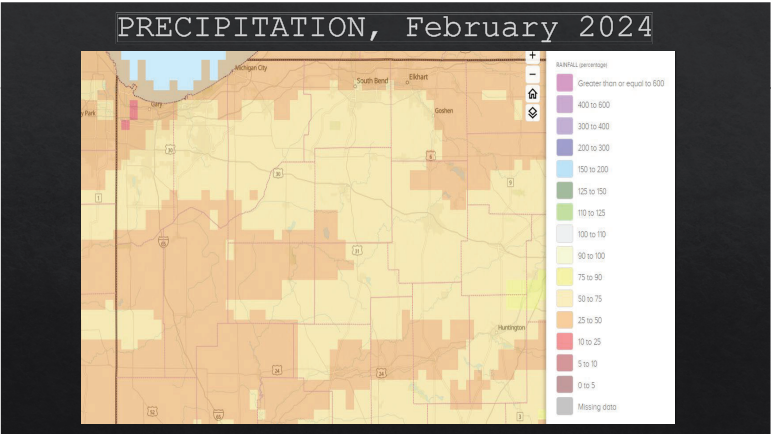 PRECIPITATION, February 2024
Michigan City
South Bend
Elkhart
Gary
y Park
Goshen
Huntington
RAINFALL (percentage)
Greater than or equal to 600
400 to 600
300 to 400
200 to 300
150 to 200
125 to 150
110 to 125
100 to 110
90 to 100
75 to 90
50 to 75
25 to 50
10 to 25
5 to 10
0 to 5
Missing data